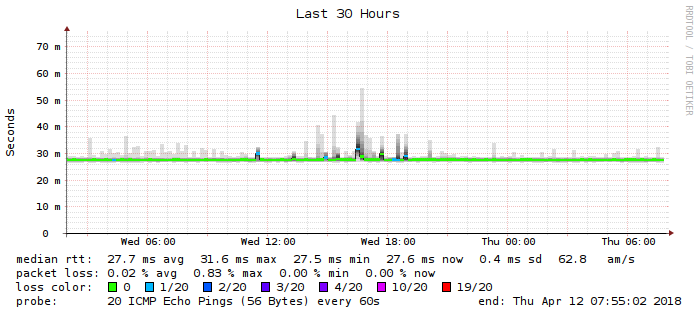 Last 30 Hours
RRDTOOL / TOBI OETIKER
Seconds
70 m
60 m
50 m
40 m
30 m
20 m
10 m
0
Wed 06:00 Wed 12:00 Wed 18:00 Thu 00:00 Thu 06:00
median rtt: 27.7 ms avg 31.6 ms max 27.5 ms min 27.6 ms now 0.4 ms sd 62.8 am/s
packet loss: 0.02 % avg 0.83 % max 0.00 % min 0.00 % now
loss color: 0 1/20 2/20 3/20 4/20 10/20 19/20
probe: 20 ICMP Echo Pings (56 Bytes) every 60s end: Thu Apr 12 07:55:02 2018